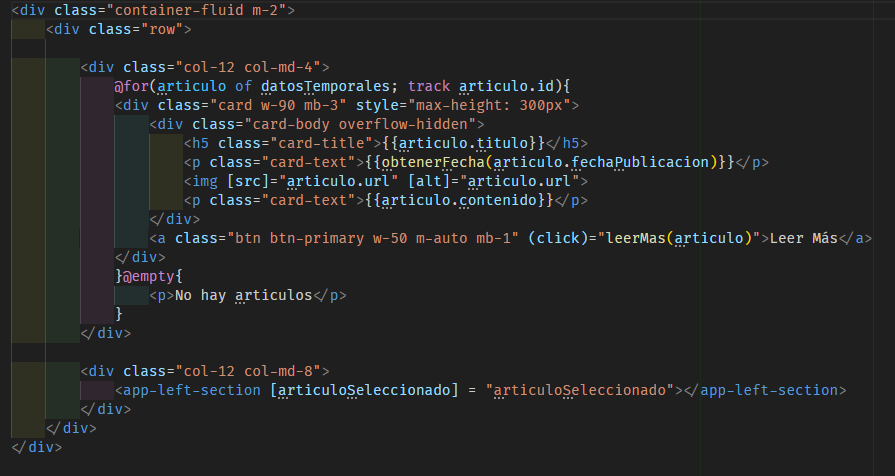 <div class="container-fluid m-2">
<div class="row">
<div class="col-12 col-md-4">
@for(articulo of datosTemporales; track articulo.id){
<div class="card w-90 mb-3" style="max-height: 300px">
<div class="card-body overflow-hidden">
<h5 class="card-title">{{articulo.titulo}}</h5>
<p class="card-text">{{obtenerFecha(articulo.fechaPublicacion)}}</p>
<img [src]="articulo.url" [alt]="articulo.url">
<p class="card-text">{{articulo.contenido}}</p>
</div>
<a class="btn btn-primary w-50 m-auto mb-1" (click)="leerMas(articulo)">Leer Más</a>
</div>
}@empty{
<p>No hay articulos</p>
}
</div>
<div class="col-12 col-md-8">
<app-left-section [articuloSeleccionado] = "articuloSeleccionado"></app-left-section>
</div>
</div>
</div>